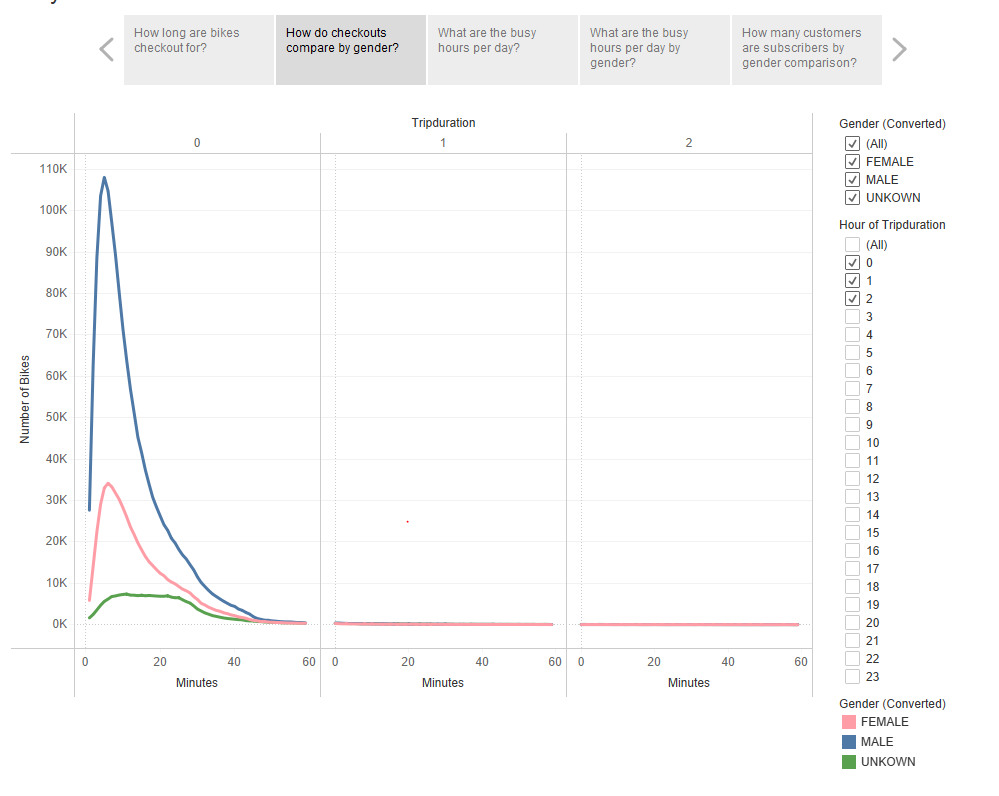 How long are bikes
checkout for?
How do checkouts
compare by gender?
What are the busy
hours per day?
What are the busy
hours per day by
gender?
How many customers
are subscribers by
gender comparison?
Tripduration
0
1
2
110K
100K
90K
80K
70K
60K
50K
40K
30K
20K
10K
0K
Number of Bikes
0 20 40 60
0 20 40 60
0 20 40 60
Minutes
Minutes
Minutes
Gender (Converted)
(All)
FEMALE
MALE
UNKOWN
Hour of Tripduration
(All)
0
1
2
3
4
5
6
7
8
9
10
11
12
13
14
15
16
17
18
19
20
21
22
23
Gender (Converted)
FEMALE
MALE
UNKOWN